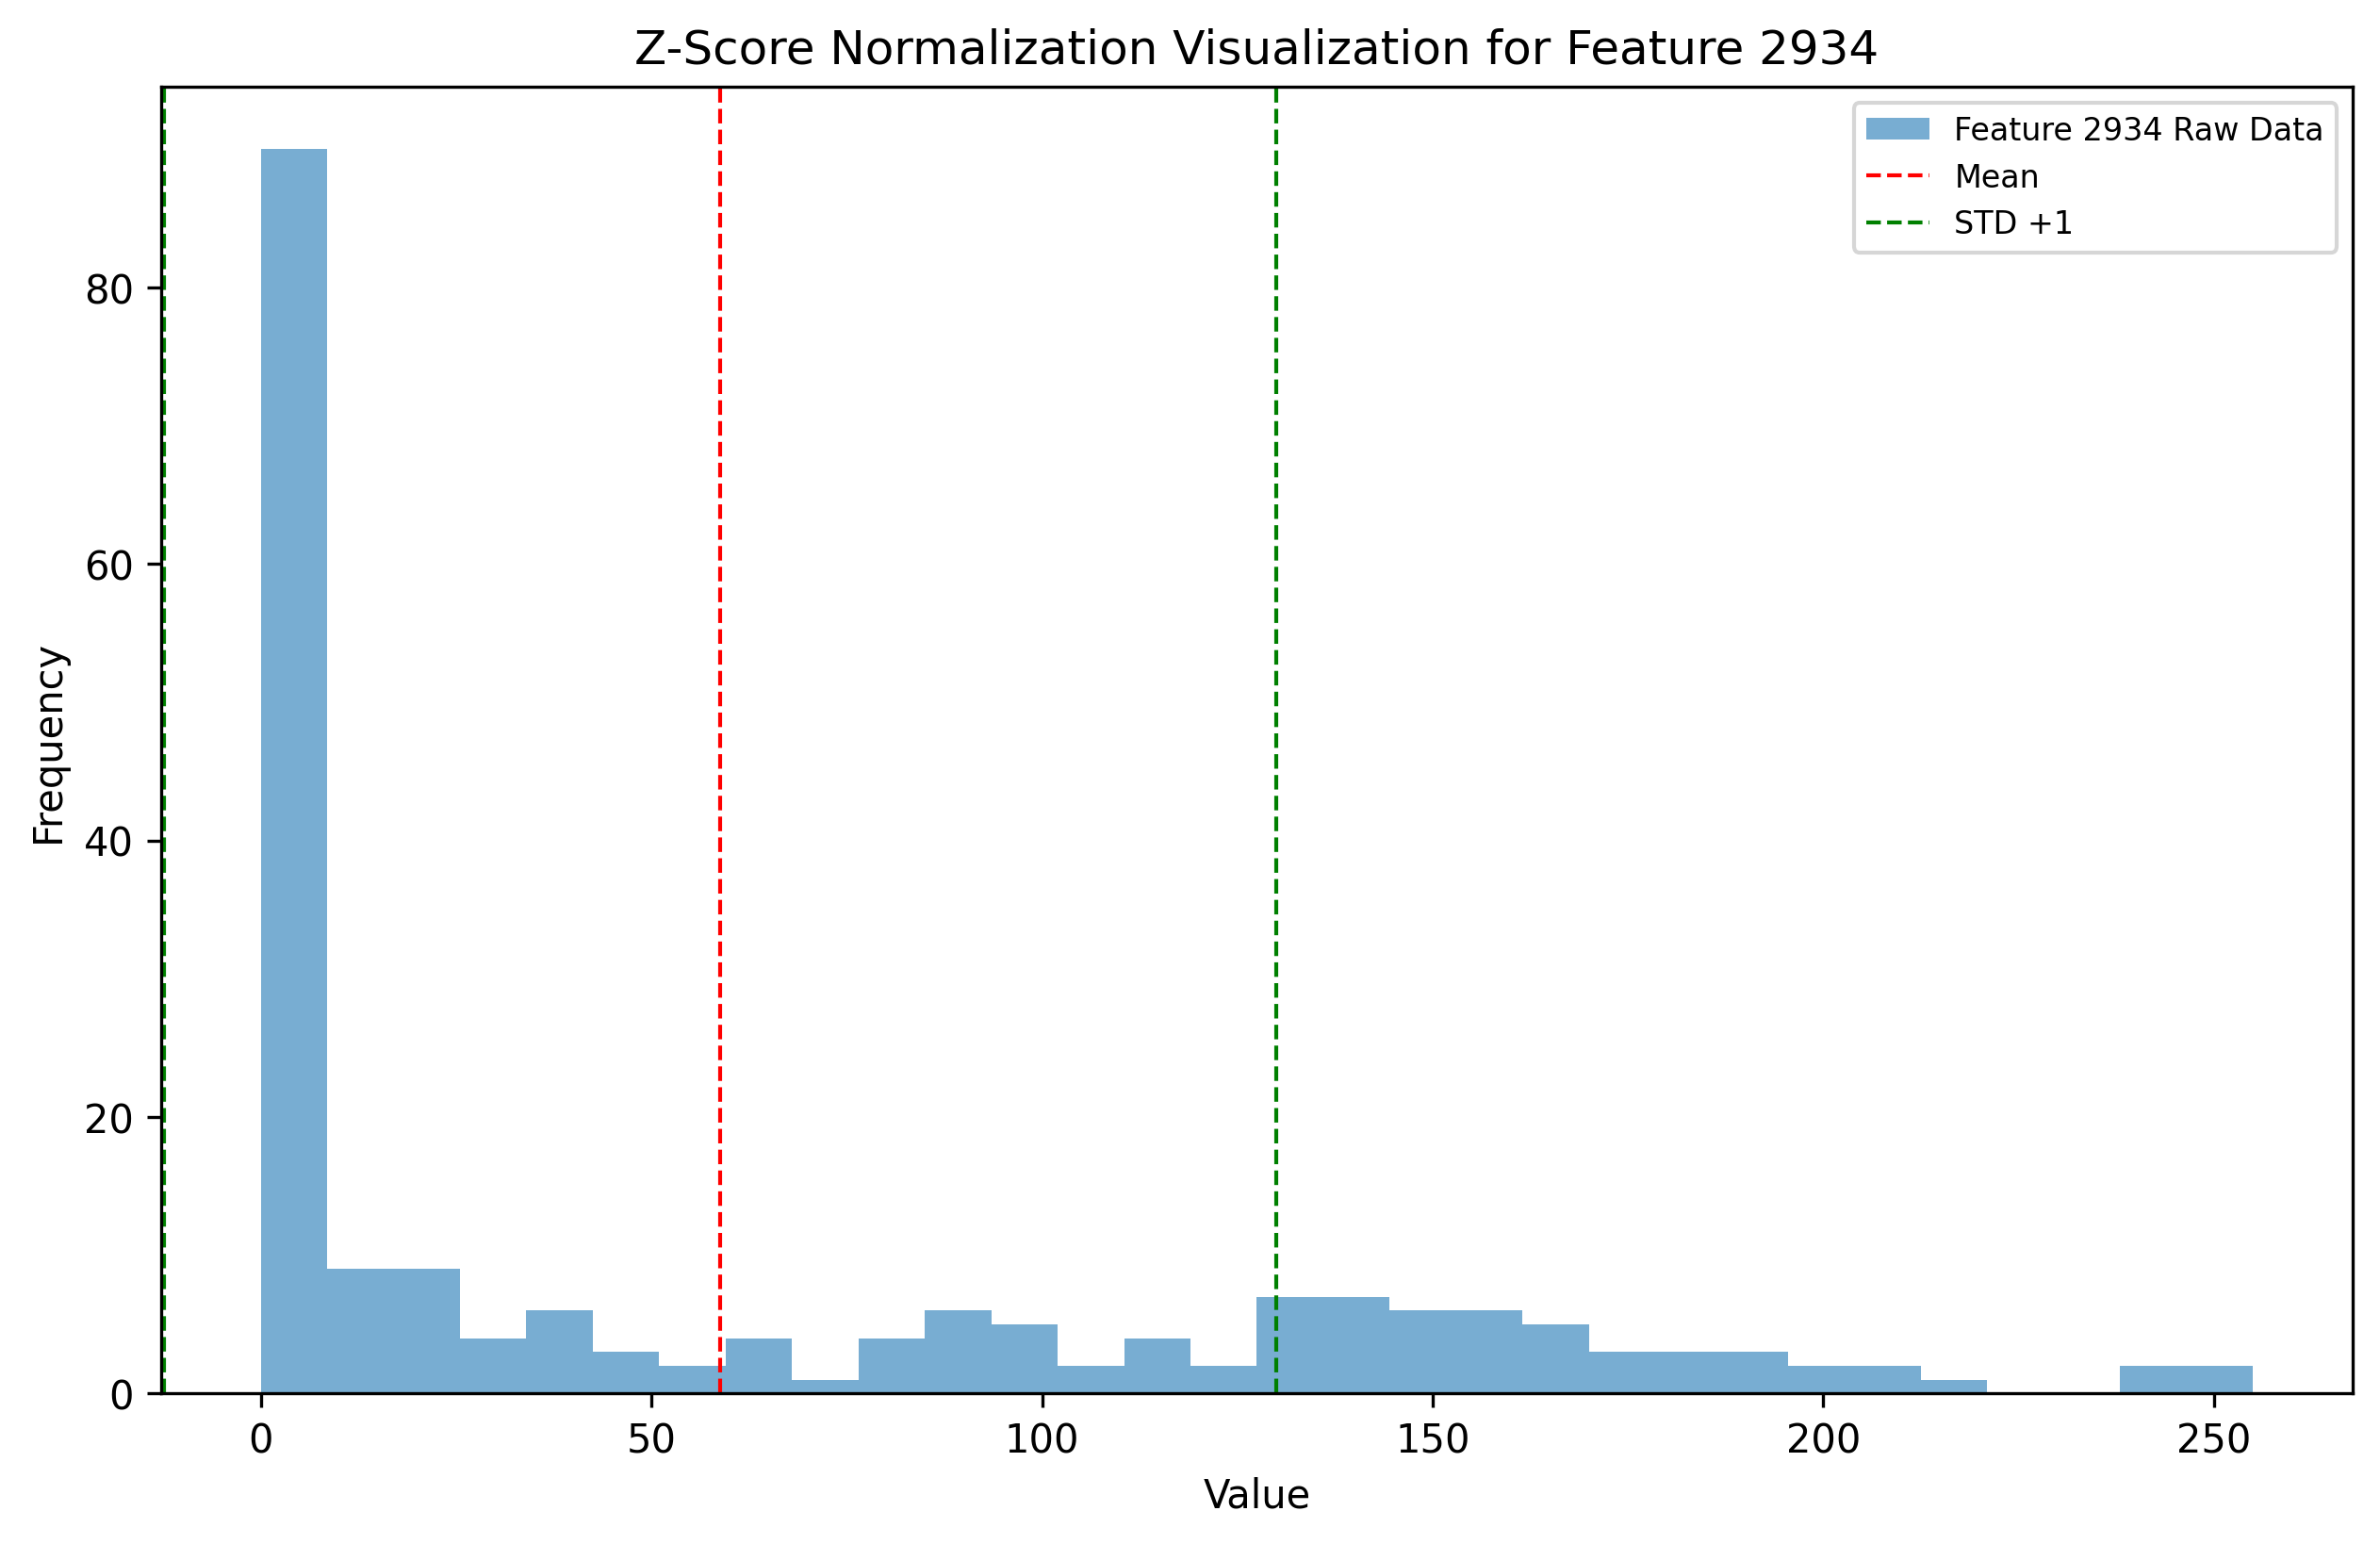 Z-Score Normalization Visualization for Feature 2934
Feature 2934 Raw Data
Mean
STD +1
80
60
40
20
0
Frequency
0 50 100 150 200 250
Value